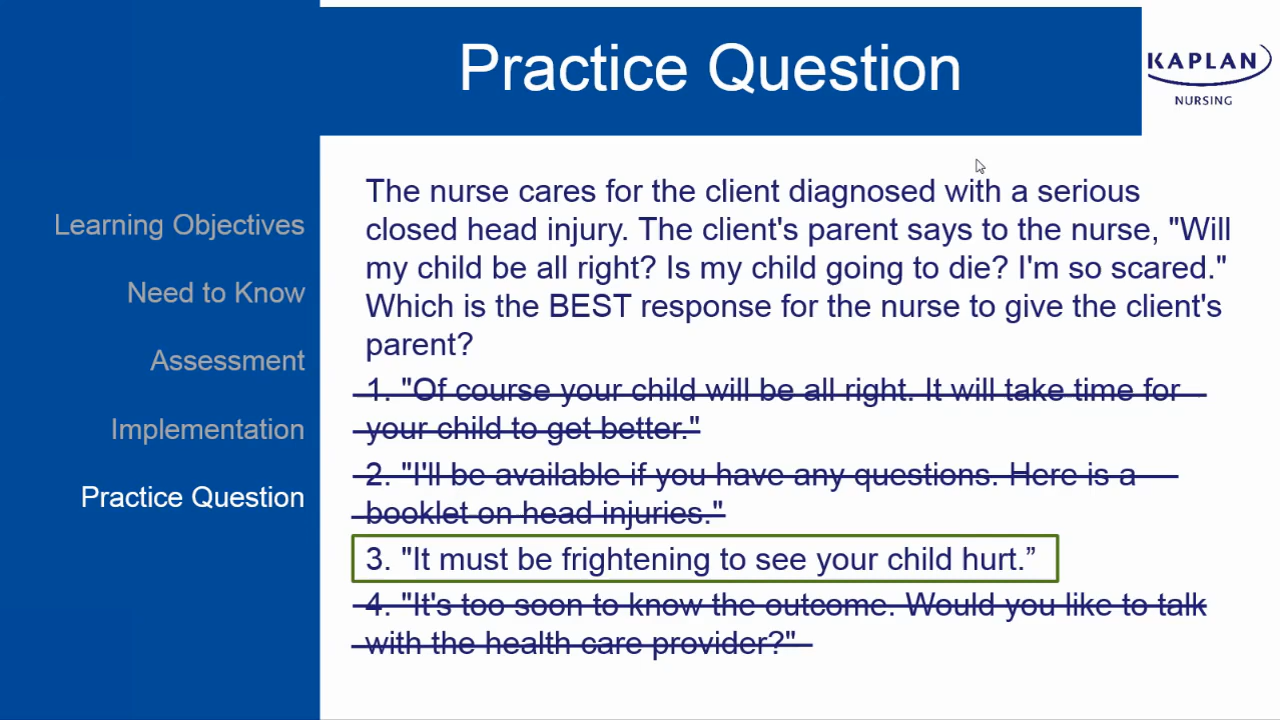 Practice Question
KAPLAN
NURSING
Learning Objectives
Need to Know
Assessment
Implementation
Practice Question
The nurse cares for the client diagnosed with a serious
closed head injury. The client's parent says to the nurse, "Will
my child be all right? Is my child going to die? I'm so scared."
Which is the BEST response for the nurse to give the client's
parent?
1. "Of course your child will be all right. It will take time for
your child to get better."
2. "I'll be available if you have any questions. Here is a
booklet on head injuries."
3. "It must be frightening to see your child hurt.”
4. "It's too soon to know the outcome. Would you like to talk
with the health care provider?"